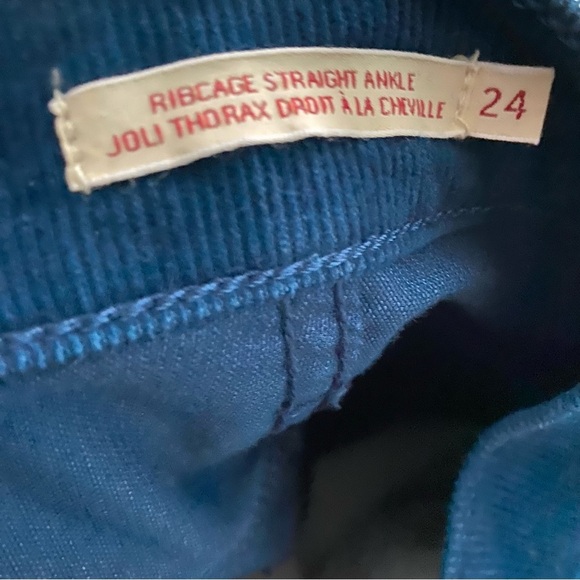 RIBCAGE STRAIGHT ANKLE
JOLI THORAX DROIT À LA CHEVILLE
24